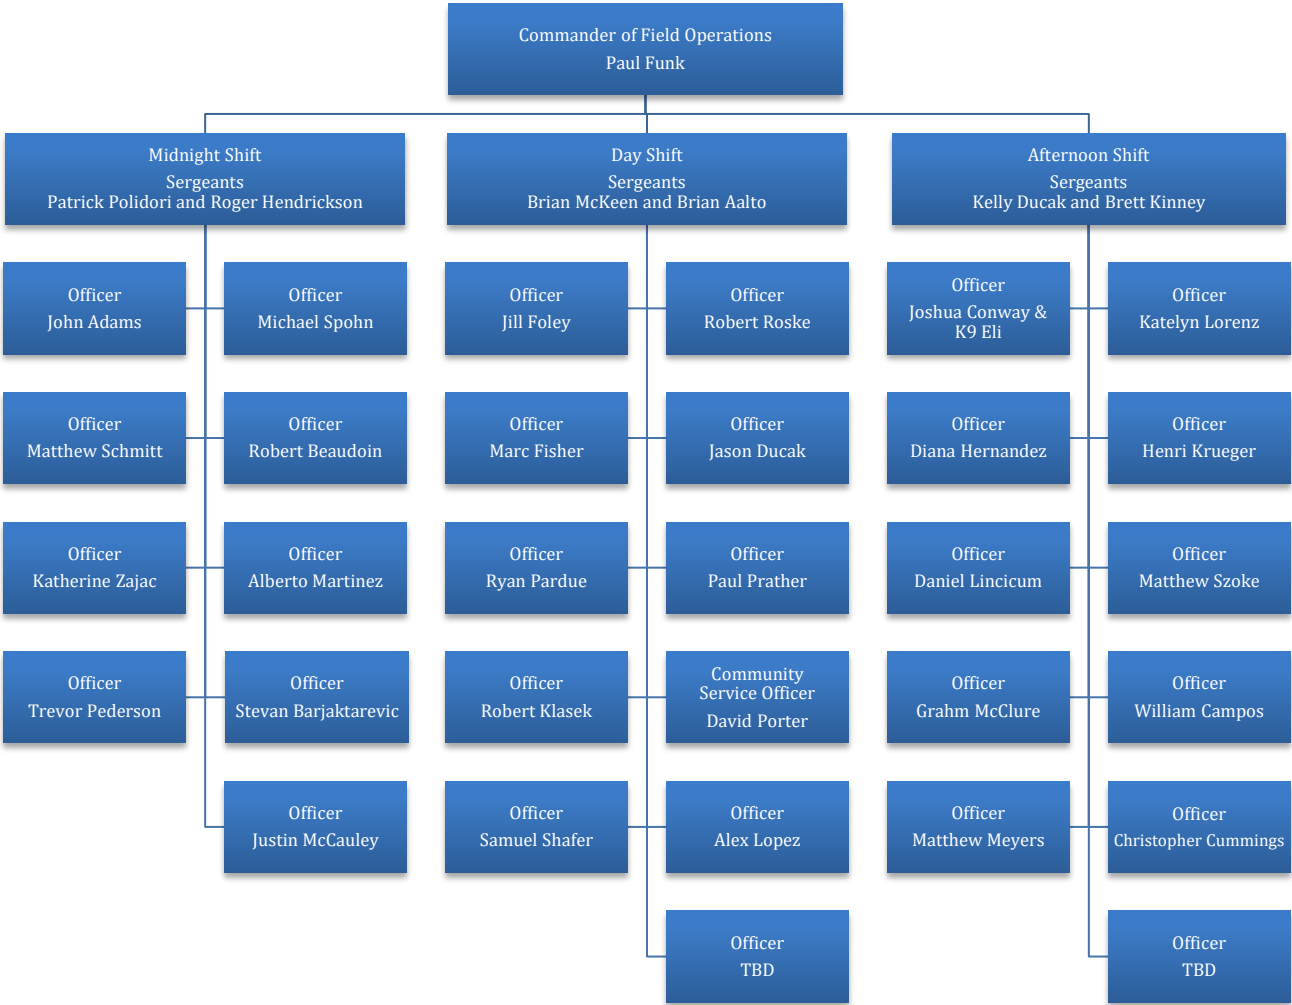 Commander of Field Operations
Paul Funk
Midnight Shift
Sergeants
Patrick Polidori and Roger Hendrickson
Day Shift
Sergeants
Brian McKeen and Brian Aalto
Afternoon Shift
Sergeants
Kelly Ducak and Brett Kinney
Officer
John Adams
Officer
Michael Spohn
Officer
Jill Foley
Officer
Robert Roske
Officer
Joshua Conway &
K9 Eli
Officer
Katelyn Lorenz
Officer
Matthew Schmitt
Officer
Robert Beaudoin
Officer
Marc Fisher
Officer
Jason Ducak
Officer
Diana Hernandez
Officer
Henri Krueger
Officer
Katherine Zajac
Officer
Alberto Martinez
Officer
Ryan Pardue
Officer
Paul Prather
Officer
Daniel Lincicum
Officer
Matthew Szoke
Officer
Trevor Pederson
Officer
Stevan Barjaktarevic
Officer
Robert Klasek
Community
Service Officer
David Porter
Officer
Grahm McClure
Officer
William Campos
Officer
Justin McCauley
Officer
Samuel Shafer
Officer
Alex Lopez
Officer
Matthew Meyers
Officer
Christopher Cummings
Officer
TBD
Officer
TBD